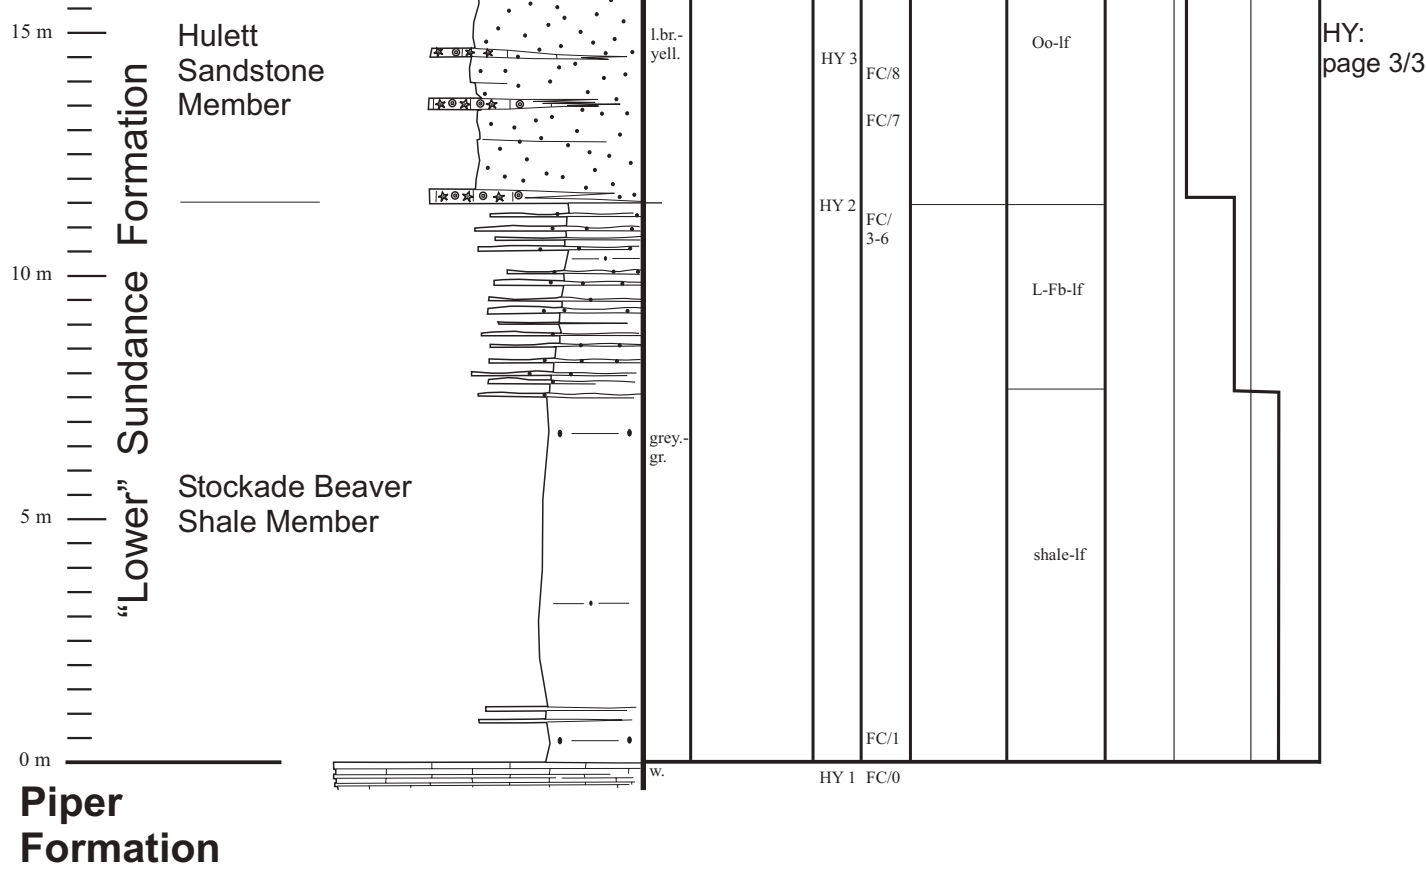 15 m
Hulett
Sandstone
Member
l.br.-
yell.
HY 3
FC/8
FC/7
Oo-lf
HY:
page 3/3
HY 2
FC/
3-6
10 m
L-Fb-lf
“Lower” Sundance Formation
grey.-
gr.
Stockade Beaver
Shale Member
5 m
shale-lf
FC/1
0 m
w.
HY 1
FC/0
Piper
Formation